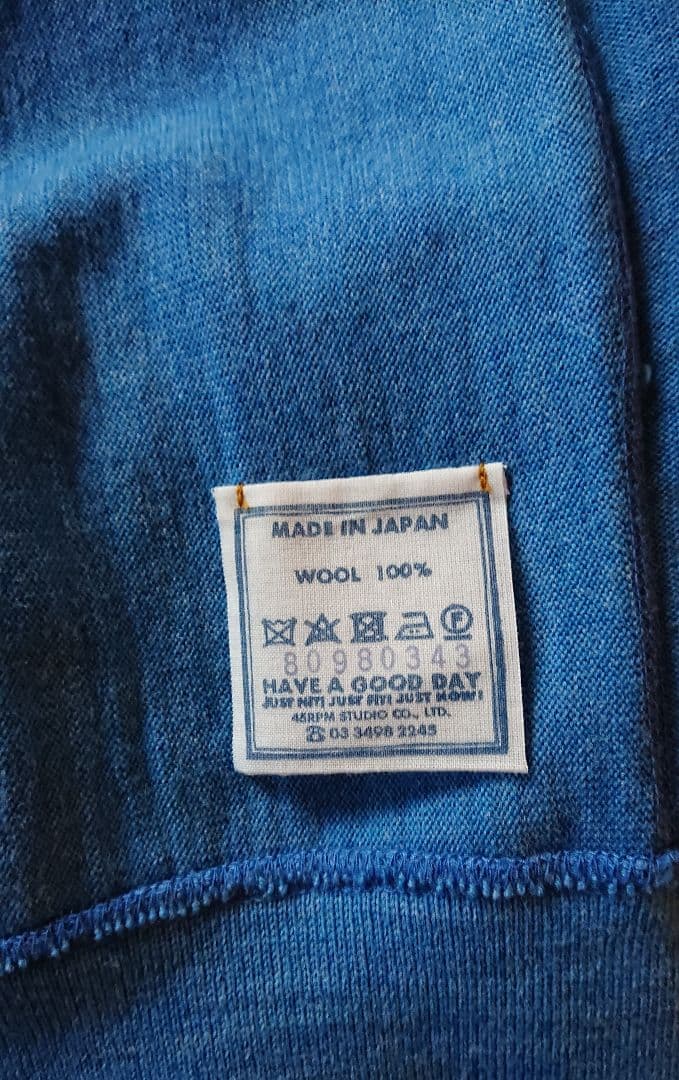 MADE IN JAPAN
WOOL 100%
F
80980343
HAVE A GOOD DAY
JUST NIT! JUST FIT! JUST NOW!
45RPM STUDIO CO., LTD.
☎ 03 3498 2245